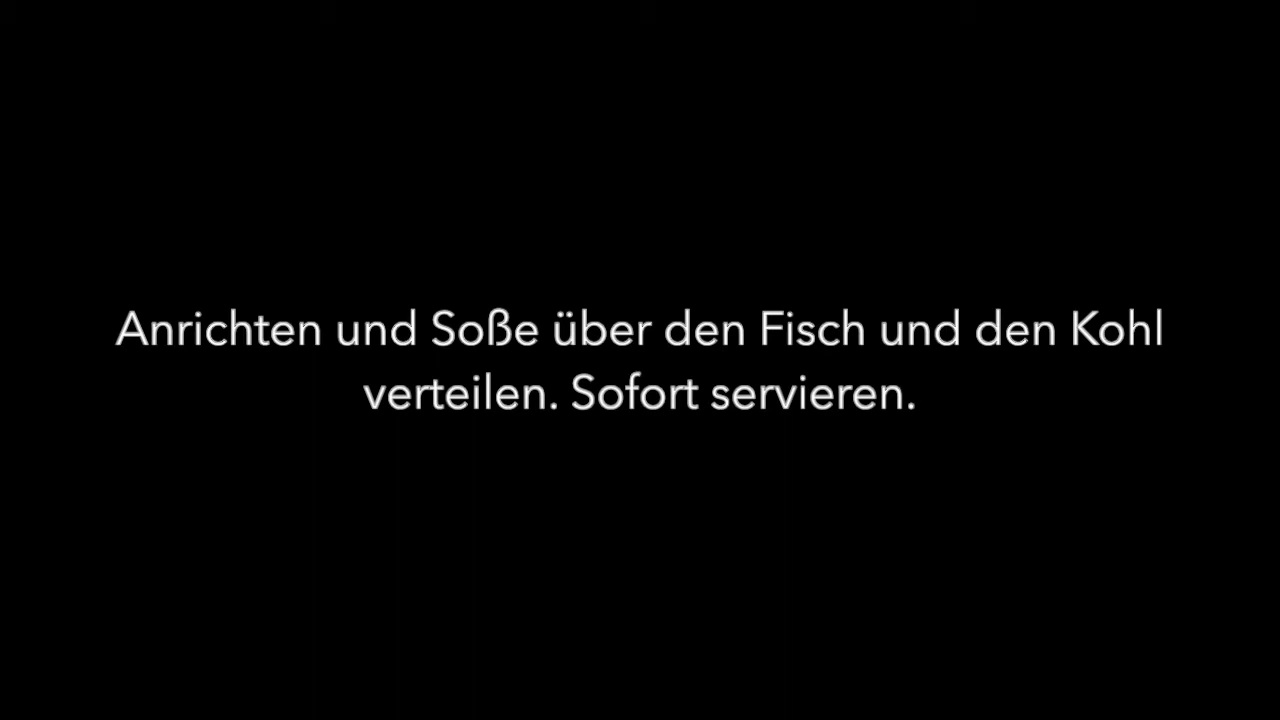 Anrichten und Soße über den Fisch und den Kohl
verteilen. Sofort servieren.